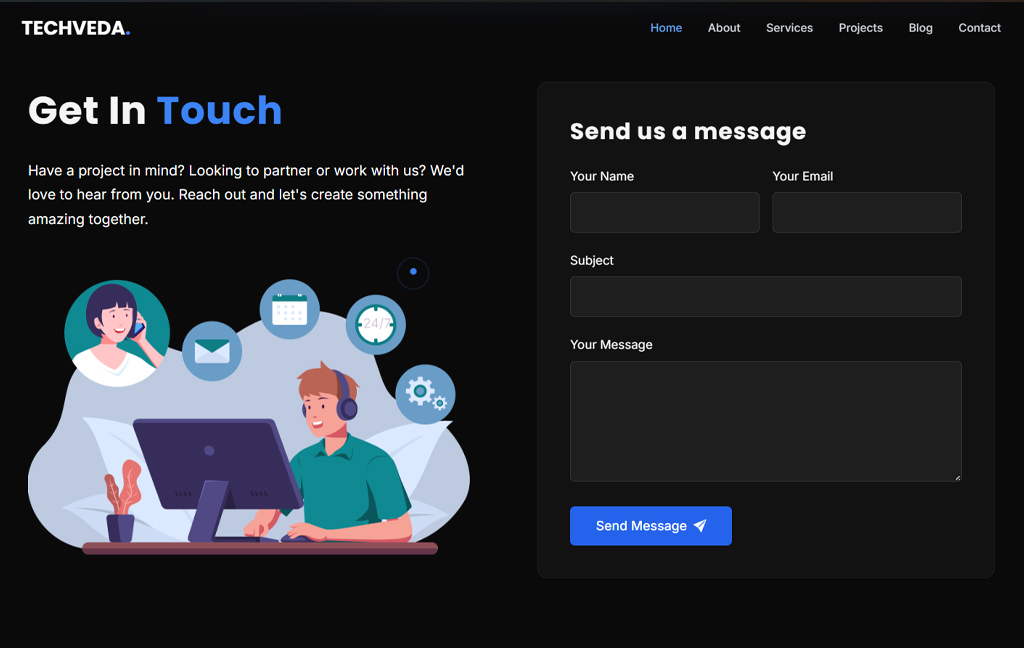 TECHVEDA.
Home About Services Projects Blog Contact
Get In Touch
Have a project in mind? Looking to partner or work with us? We'd
love to hear from you. Reach out and let's create something
amazing together.
24/7
Send us a message
Your Name
Your Email
Subject
Your Message
Send Message